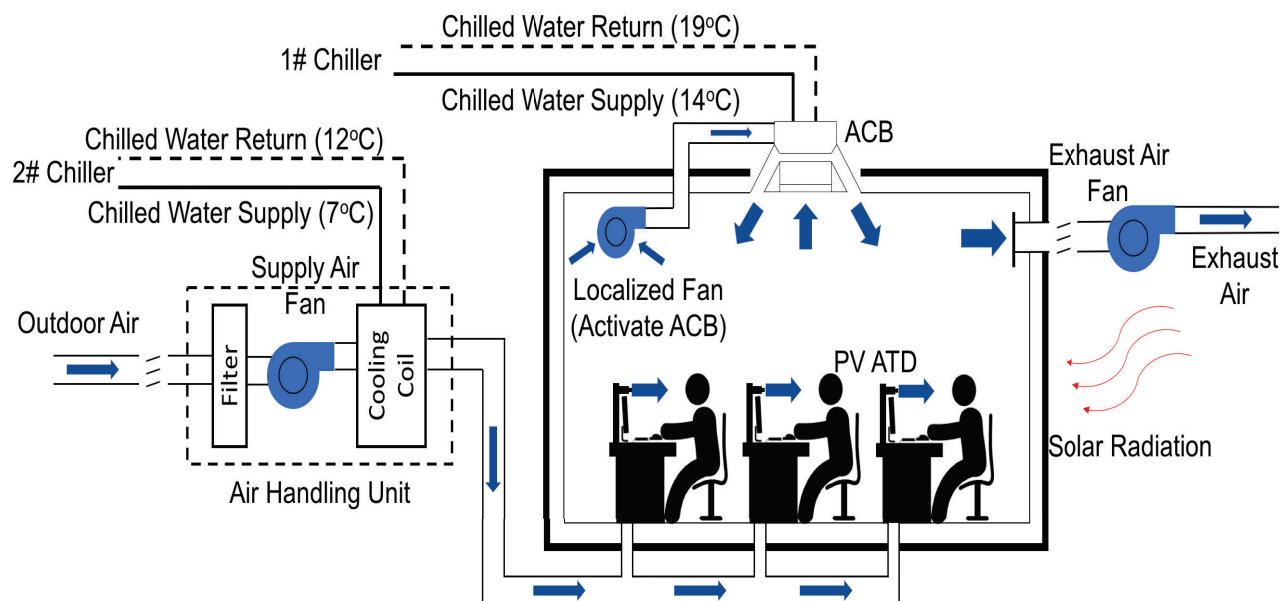 Chilled Water Return (19oC)
1# Chiller
Chilled Water Supply (14oC)
ACB
Chilled Water Return (12oC)
2# Chiller
Chilled Water Supply (7oC)
Exhaust Air
Fan
Supply Air
Fan
Localized Fan
(Activate ACB)
Exhaust
Air
Outdoor Air
Filter
Cooling
Coil
PV ATD
Solar Radiation
Air Handling Unit